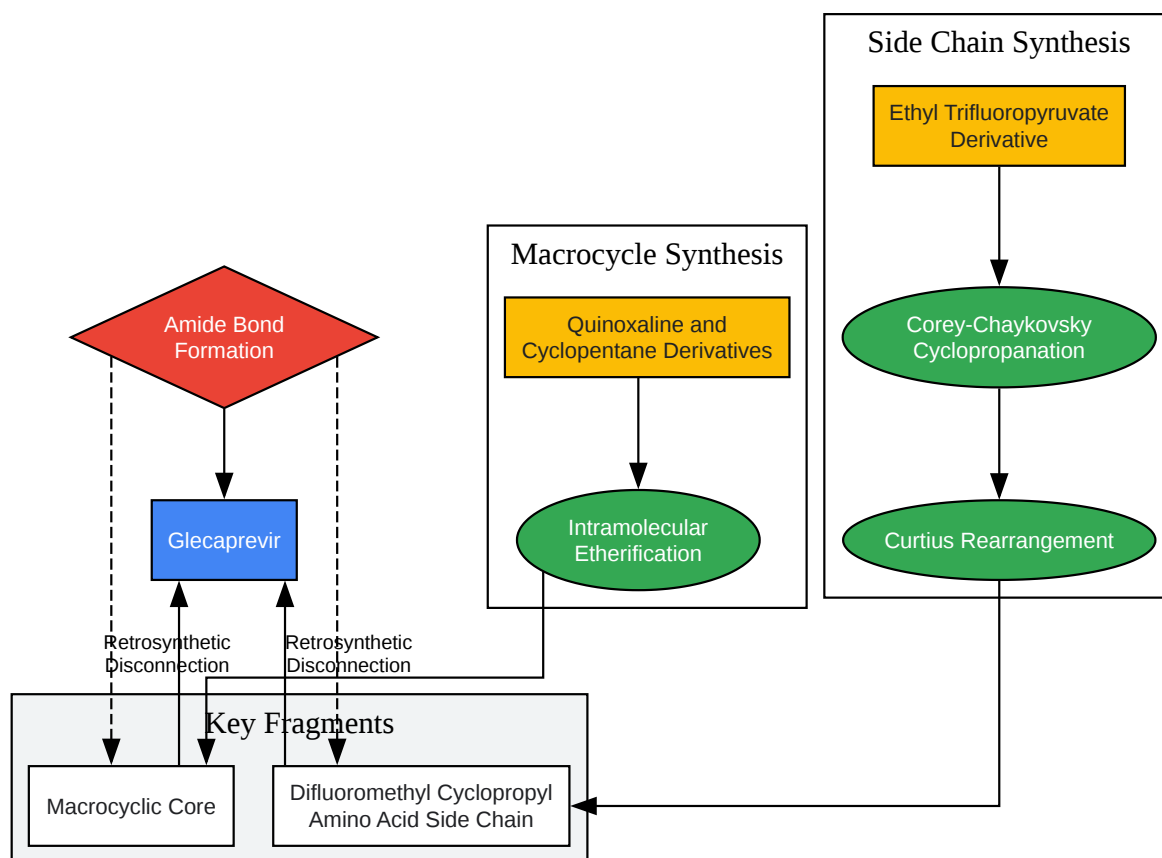 Side Chain Synthesis
Ethyl Trifluoropyruvate
Derivative
Macrocycle Synthesis
Amide Bond
Formation
Quinoxaline and
Cyclopentane Derivatives
Corey-Chaykovsky
Cyclopropanation
Glecaprevir
Intramolecular
Etherification
Curtius Rearrangement
Retrosynthetic
Disconnection
Retrosynthetic
Disconnection
Key Fragments
Macrocyclic Core
Difluoromethyl Cyclopropyl
Amino Acid Side Chain